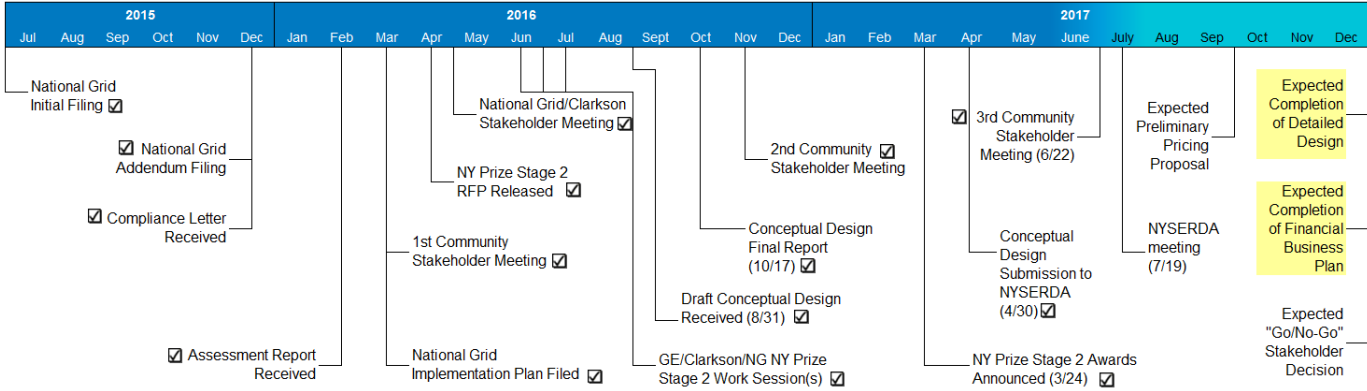 2015 2016 2017
Jul Aug Sep Oct Nov Dec Jan Feb Mar Apr May Jun Jul Aug Sept Oct Nov Dec Jan Feb Mar Apr May June July Aug Sep Oct Nov Dec
National Grid
Initial Filing
National Grid
Addendum Filing
Compliance Letter
Received
Assessment Report
Received
National Grid/Clarkson
Stakeholder Meeting
NY Prize Stage 2
RFP Released
1st Community
Stakeholder Meeting
National Grid
Implementation Plan Filed
2nd Community
Stakeholder Meeting
Conceptual Design
Final Report
(10/17)
Draft Conceptual Design
Received (8/31)
GE/Clarkson/NG NY Prize
Stage 2 Work Session(s)
3rd Community
Stakeholder
Meeting (6/22)
Conceptual
Design
Submission to
NYSERDA
(4/30)
NY Prize Stage 2 Awards
Announced (3/24)
Expected
Preliminary
Pricing
Proposal
NYSERDA
meeting
(7/19)
Expected
Completion
of Detailed
Design
Expected
Completion
of Financial
Business
Plan
Expected
"Go/No-Go"
Stakeholder
Decision